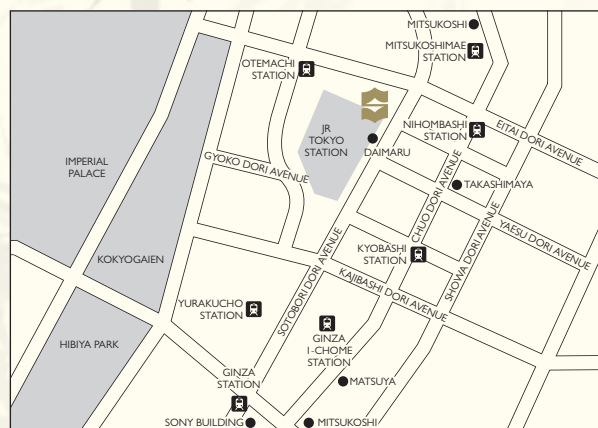 MITSUKOSHI
MITSUKOSHIMAE
STATION
OTEMACHI
STATION
NIHOMBASHI
STATION
EITAI DORI AVENUE
JR
TOKYO
STATION
DAIMARU
IMPERIAL
PALACE
GYOKO DORI AVENUE
TAKASHIMAYA
CHUO DORI AVENUE
SHOWA DORI AVENUE
YAESU DORI AVENUE
KYOBASHI
STATION
KOKYOGAIEN
SOTOBORI DORI AVENUE
KAJIBASHI DORI AVENUE
YURAKUCHO
STATION
HIBIYA PARK
GINZA
I-CHOME
STATION
GINZA
STATION
MATSUYA
SONY BUILDING
MITSUKOSHI